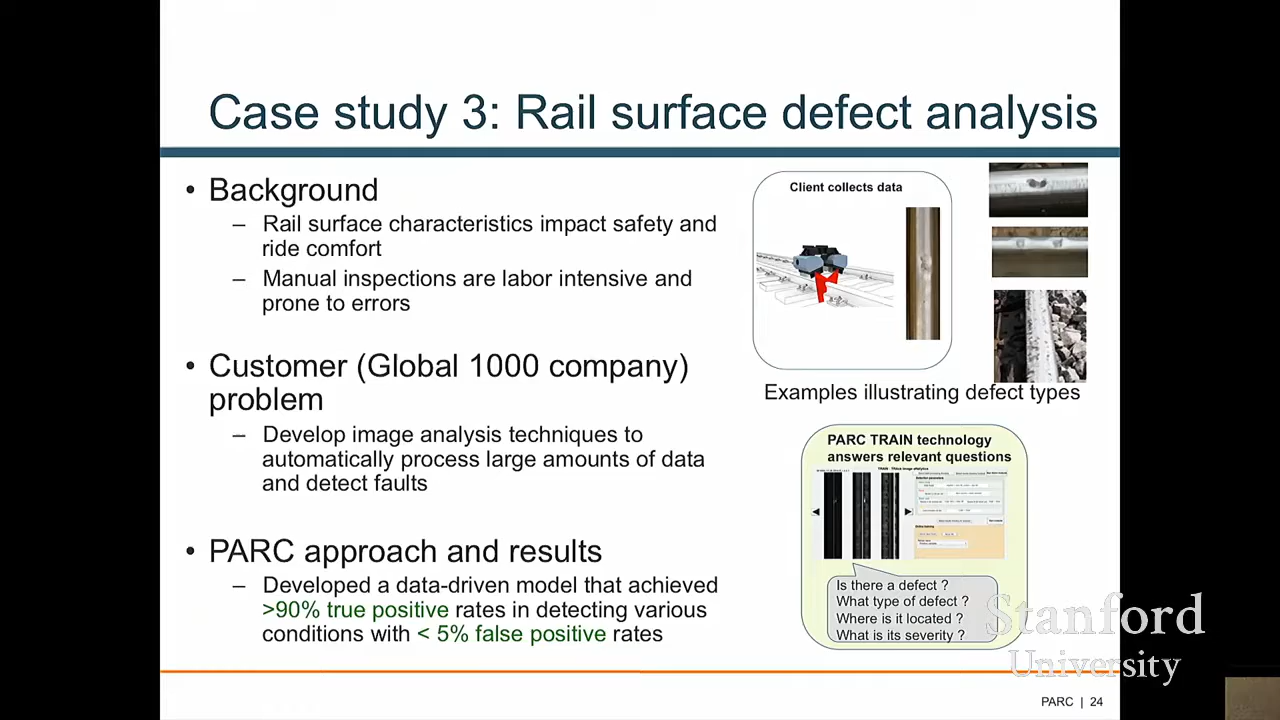 Case study 3: Rail surface defect analysis
• Background
– Rail surface characteristics impact safety and
ride comfort
– Manual inspections are labor intensive and
prone to errors
• Customer (Global 1000 company)
problem
– Develop image analysis techniques to
automatically process large amounts of data
and detect faults
• PARC approach and results
– Developed a data-driven model that achieved
>90% true positive rates in detecting various
conditions with < 5% false positive rates
Client collects data
Examples illustrating defect types
PARC TRAIN technology
answers relevant questions
Is there a defect ?
What type of defect ?
Where is it located ?
What is its severity ?
Stanford
University
PARC | 24